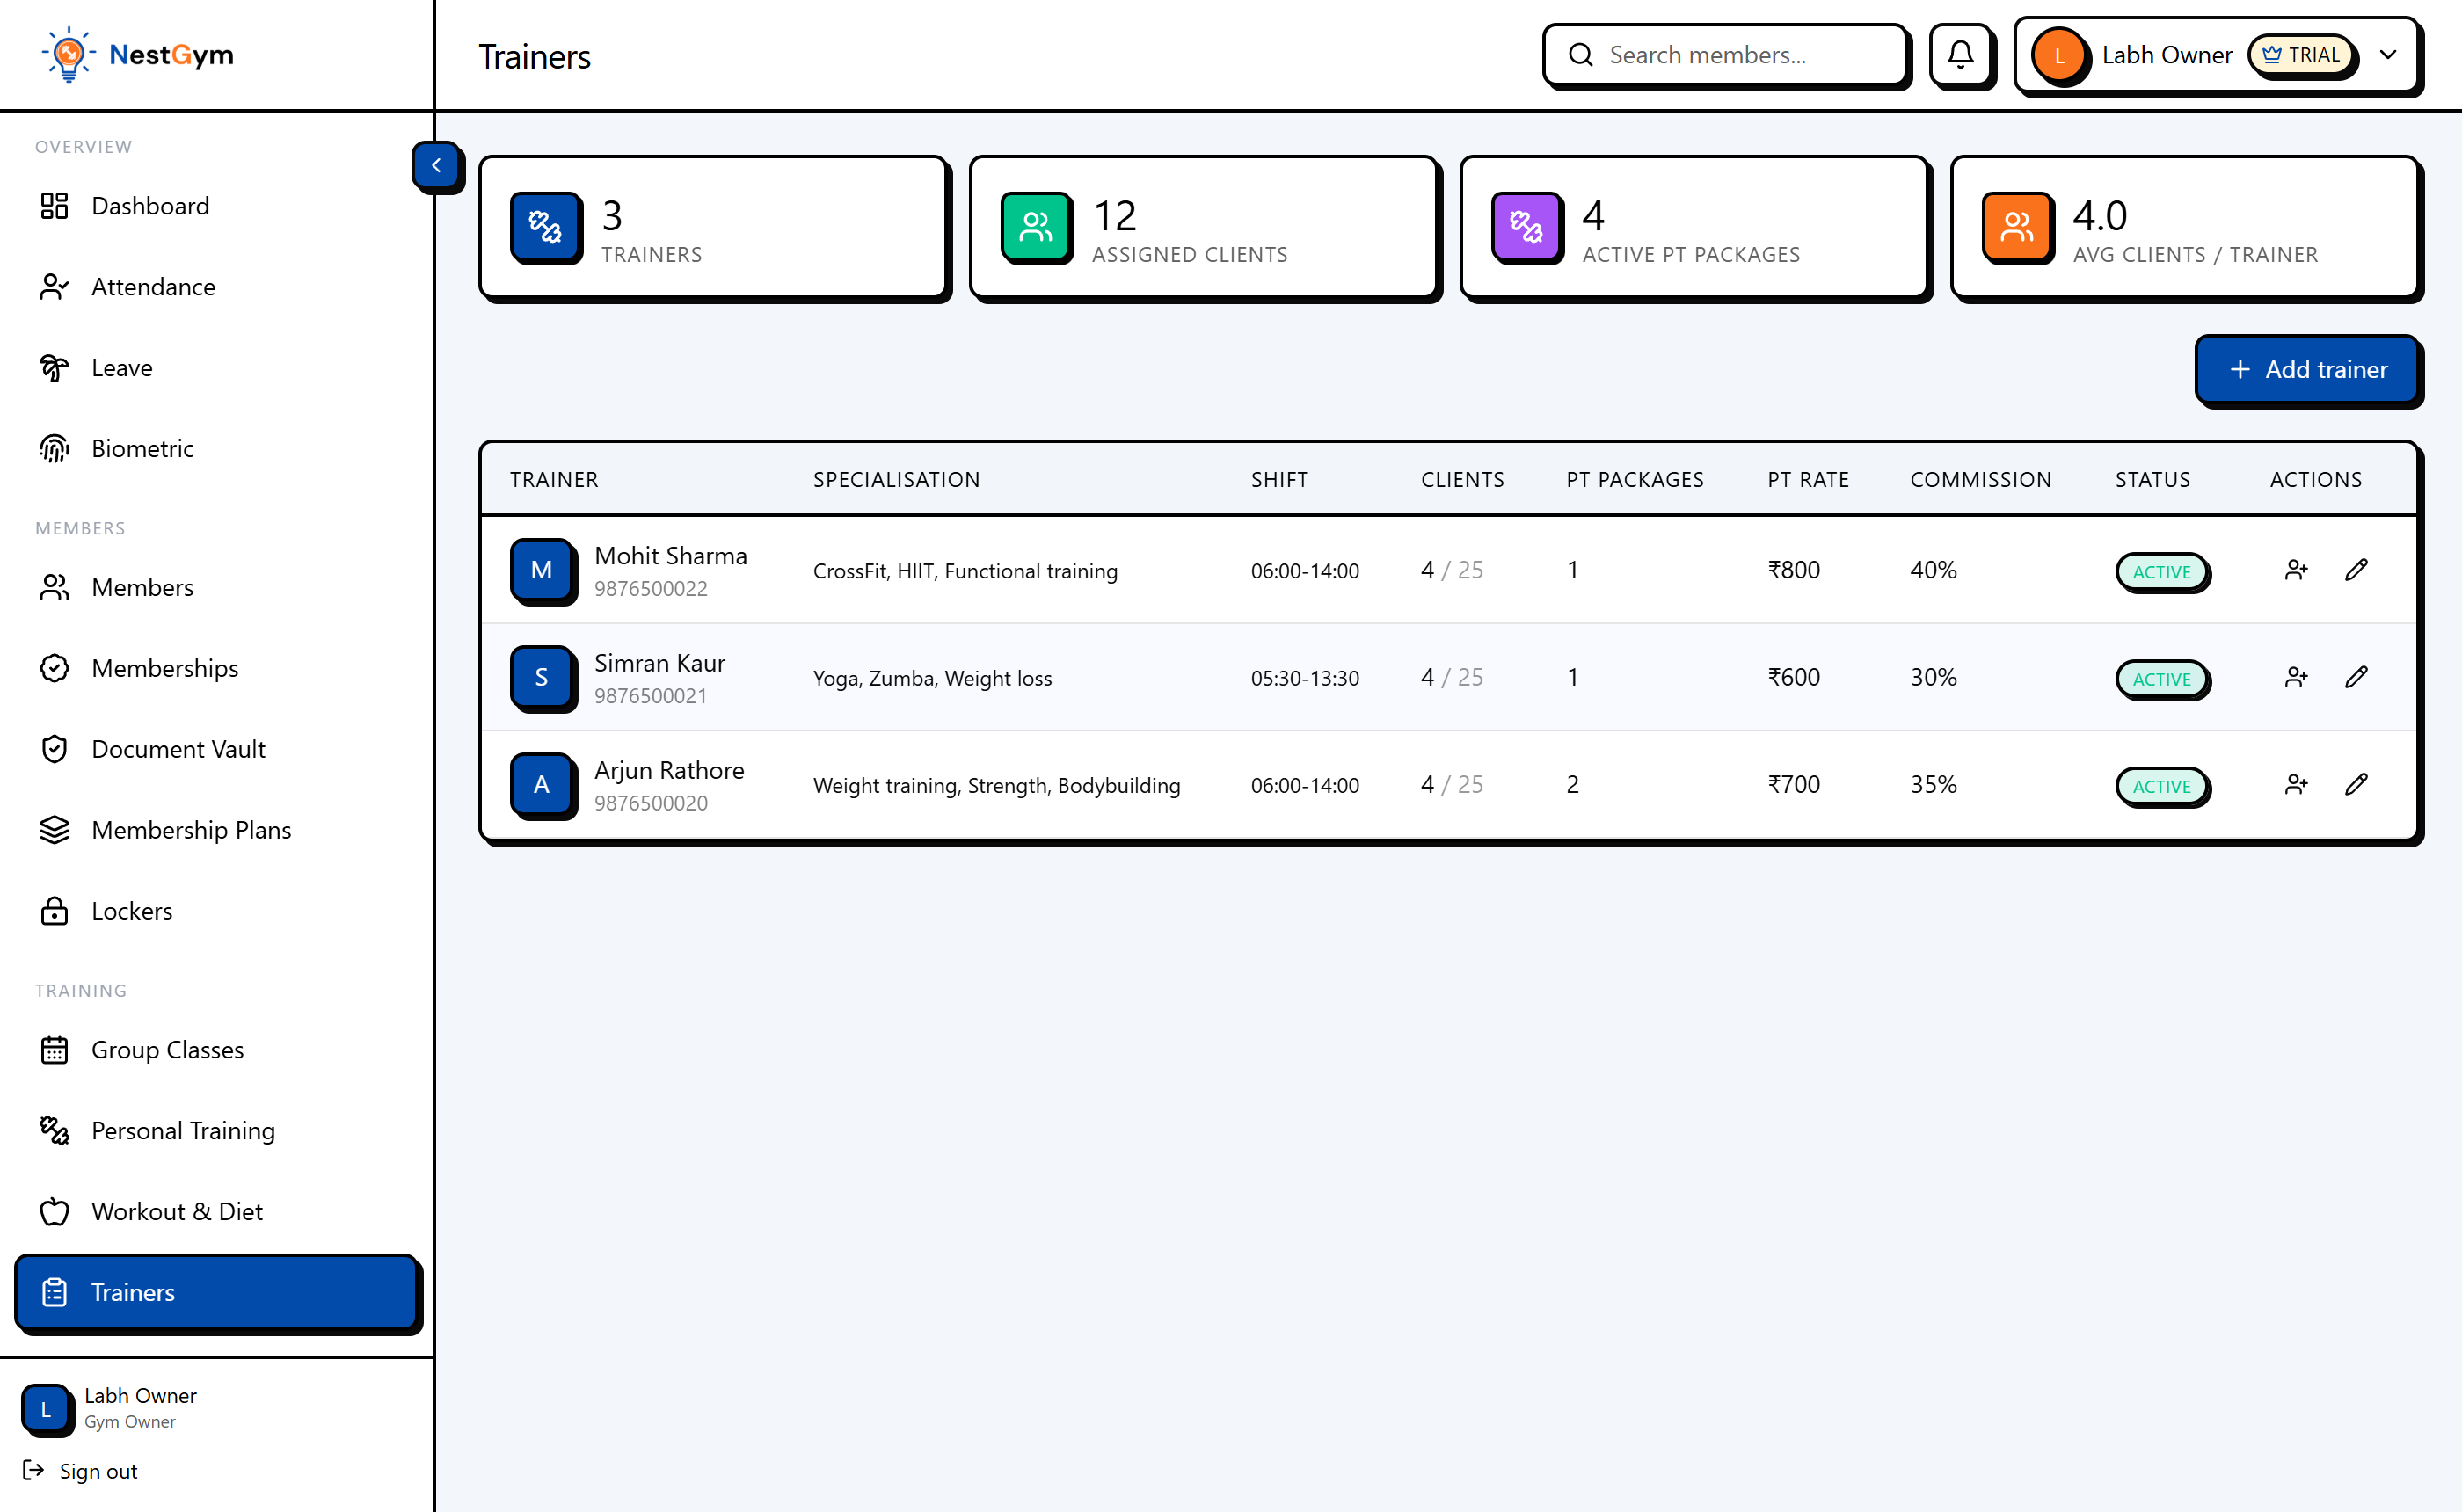 NestGym
Trainers
Search members...
L
Labh Owner
TRIAL
OVERVIEW
Dashboard
Attendance
Leave
Biometric
MEMBERS
Members
Memberships
Document Vault
Membership Plans
Lockers
TRAINING
Group Classes
Personal Training
Workout & Diet
Trainers
L
Labh Owner
Gym Owner
Sign out
3
TRAINERS
12
ASSIGNED CLIENTS
4
ACTIVE PT PACKAGES
4.0
AVG CLIENTS / TRAINER
+ Add trainer
TRAINER SPECIALISATION SHIFT CLIENTS PT PACKAGES PT RATE COMMISSION STATUS ACTIONS
M Mohit Sharma CrossFit, HIIT, Functional training 06:00-14:00 4 / 25 1 ₹800 40% ACTIVE
9876500022
S Simran Kaur Yoga, Zumba, Weight loss 05:30-13:30 4 / 25 1 ₹600 30% ACTIVE
9876500021
A Arjun Rathore Weight training, Strength, Bodybuilding 06:00-14:00 4 / 25 2 ₹700 35% ACTIVE
9876500020